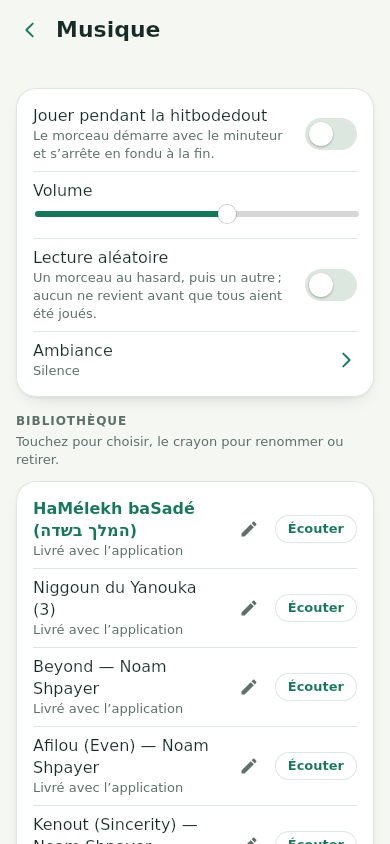 Musique
Jouer pendant la hitbodedout
Le morceau démarre avec le minuteur
et s’arrête en fondu à la fin.
Volume
Lecture aléatoire
Un morceau au hasard, puis un autre ;
aucun ne revient avant que tous aient
été joués.
Ambiance
Silence
BIBLIOTHÈQUE
Touchez pour choisir, le crayon pour renommer ou
retirer.
HaMélekh baSadé
(המלך בשדה)
Livré avec l’application
Écouter
Niggoun du Yanouka
(3)
Livré avec l’application
Écouter
Beyond — Noam
Shpayer
Livré avec l’application
Écouter
Afilou (Even) — Noam
Shpayer
Livré avec l’application
Écouter
Kenout (Sincerity) —
Noam Shpayer
Écouter